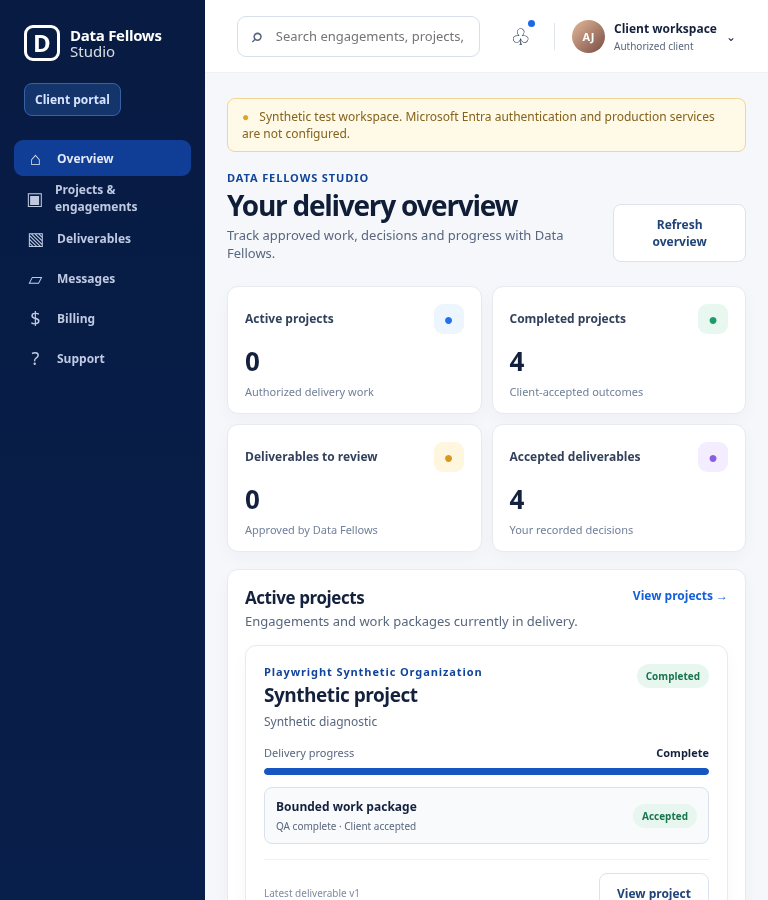 D
Data Fellows
Studio
Client portal
Overview
Projects &
engagements
Deliverables
Messages
$ Billing
? Support
Search engagements, projects,
AJ
Client workspace
Authorized client
Synthetic test workspace. Microsoft Entra authentication and production services
are not configured.
DATA FELLOWS STUDIO
Your delivery overview
Track approved work, decisions and progress with Data
Fellows.
Refresh
overview
Active projects
0
Authorized delivery work
Completed projects
4
Client-accepted outcomes
Deliverables to review
0
Approved by Data Fellows
Accepted deliverables
4
Your recorded decisions
Active projects
View projects →
Engagements and work packages currently in delivery.
Playwright Synthetic Organization
Completed
Synthetic project
Synthetic diagnostic
Delivery progress
Complete
Bounded work package
QA complete · Client accepted
Accepted
Latest deliverable v1
View project